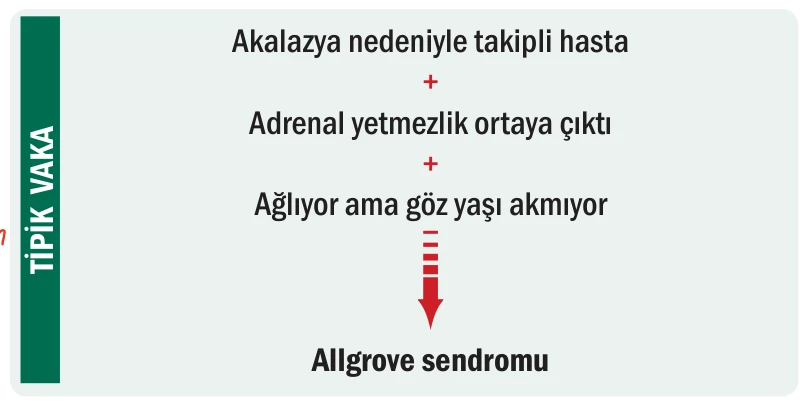 TİPİK VAKA
Akalazya nedeniyle takipli hasta
+
Adrenal yetmezlik ortaya çıktı
+
Ağlıyor ama göz yaşı akmıyor
Allgrove sendromu